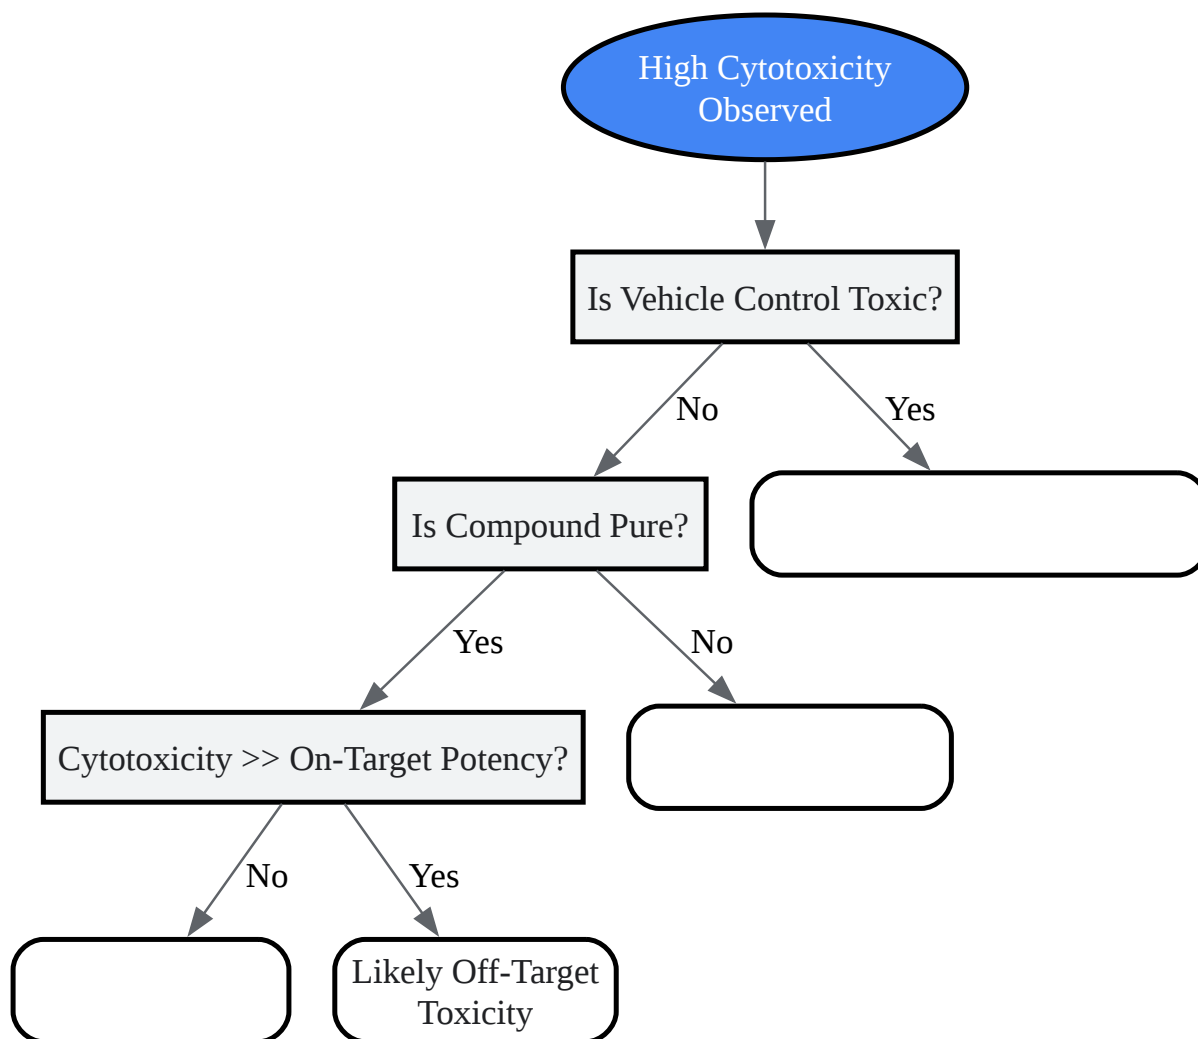 High Cytotoxicity
Observed
Is Vehicle Control Toxic?
No
Yes
Is Compound Pure?
Yes
No
Cytotoxicity >> On-Target Potency?
No
Yes
Likely Off-Target
Toxicity